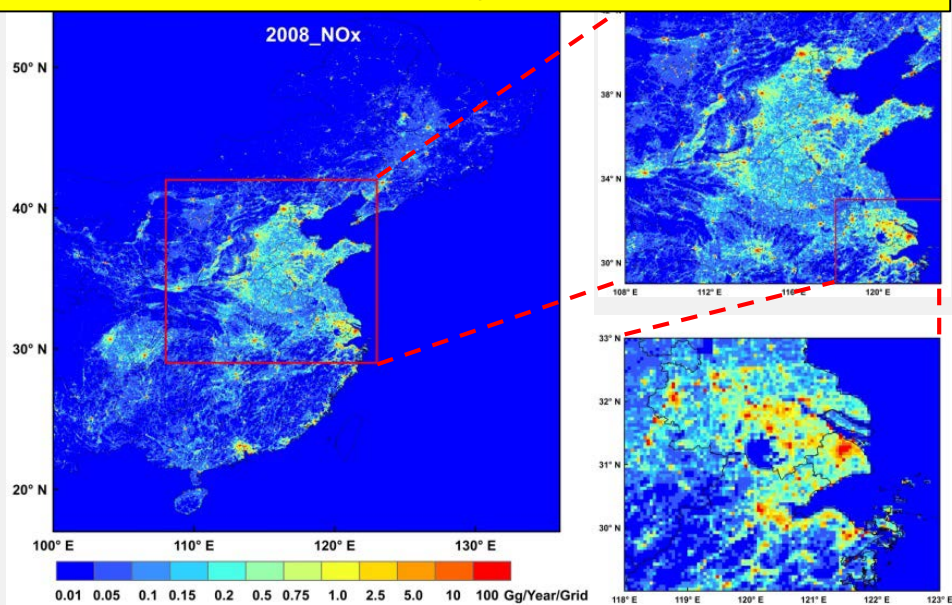 2008_NOx
50° N
40° N
30° N
20° N
100° E 110° E 120° E 130° E
0.01 0.05 0.1 0.15 0.2 0.5 0.75 1.0 2.5 5.0 10 100 Gg/Year/Grid
38° N
34° N
30° N
108° E 112° E 116° E 120° E
33° N
32° N
31° N
30° N
118° E 119° E 120° E 121° E 122° E 123° E